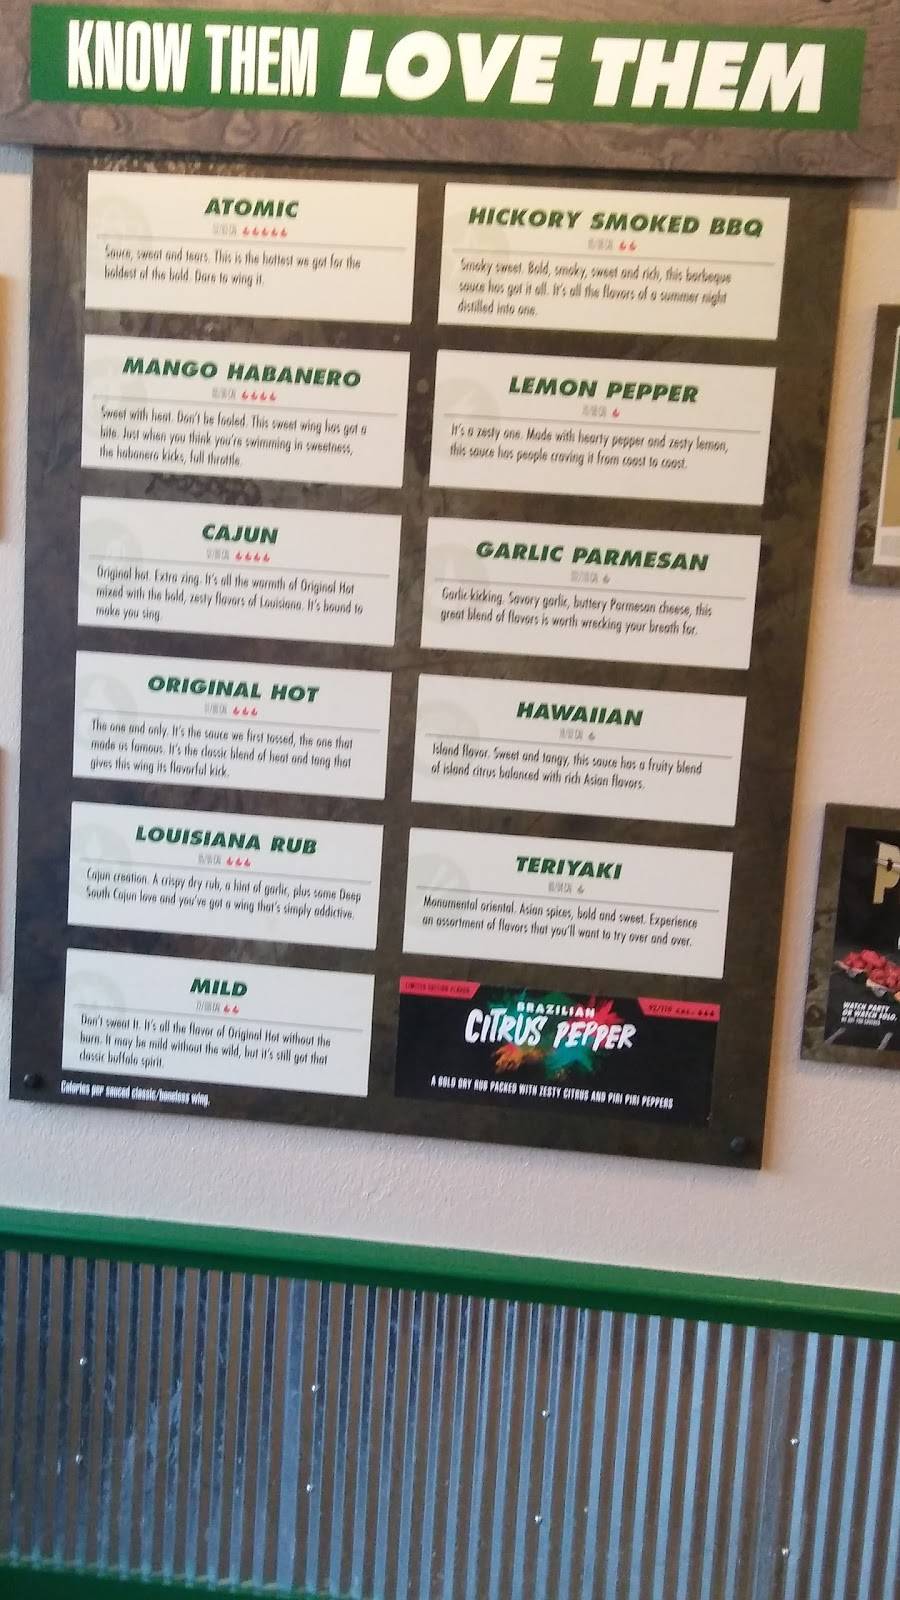 KNOW THEM LOVE THEM
ATOMIC
Sauce, sweat and tears. This is the hottest we got for the
boldest of the bold. Dare to wing it.
MANGO HABANERO
Sweet with heat. Don't be fooled. This sweet wing has got a
bite. Just when you think you're swimming in sweetness,
the habanero kicks, full throttle.
CAJUN
Original hot. Extra zing. It's all the warmth of Original Hot
mixed with the bold, zesty flavors of Louisiana. It's bound to
make you sing.
ORIGINAL HOT
The one and only. It's the sauce we first tossed, the one that
made us famous. It's the classic blend of heat and tang that
gives this wing its flavorful kick.
LOUISIANA RUB
Cajun creation. A crispy dry rub, a hint of garlic, plus some Deep
South Cajun love and you've got a wing that's simply addictive.
MILD
Don't sweat it. It's all the flavor of Original Hot without the
burn. It may be mild without the wild, but it's still got that
classic buffalo spirit.
Calories per sauced classic/boneless wing.
HICKORY SMOKED BBQ
Smoky sweet. Bold, smoky, sweet and rich, this barbeque
sauce has got it all. It's all the flavors of a summer night
distilled into one.
LEMON PEPPER
It's a zesty one. Made with hearty pepper and zesty lemon,
this sauce has people craving it from coast to coast.
GARLIC PARMESAN
Garlic-kicking. Savory garlic, buttery Parmesan cheese, this
great blend of flavors is worth wrecking your breath for.
HAWAIIAN
Island flavor. Sweet and tangy, this sauce has a fruity blend
of island citrus balanced with rich Asian flavors.
TERIYAKI
Monumental oriental. Asian spices, bold and sweet. Experience
an assortment of flavors that you'll want to try over and over.
LIMITED EDITION FLAVOR
BRAZILIAN
CITRUS PEPPER
A BOLD DRY RUB PACKED WITH ZESTY CITRUS AND PIRI PIRI PEPPERS
P
WATCH PARTY
OR WATCH SOLO.